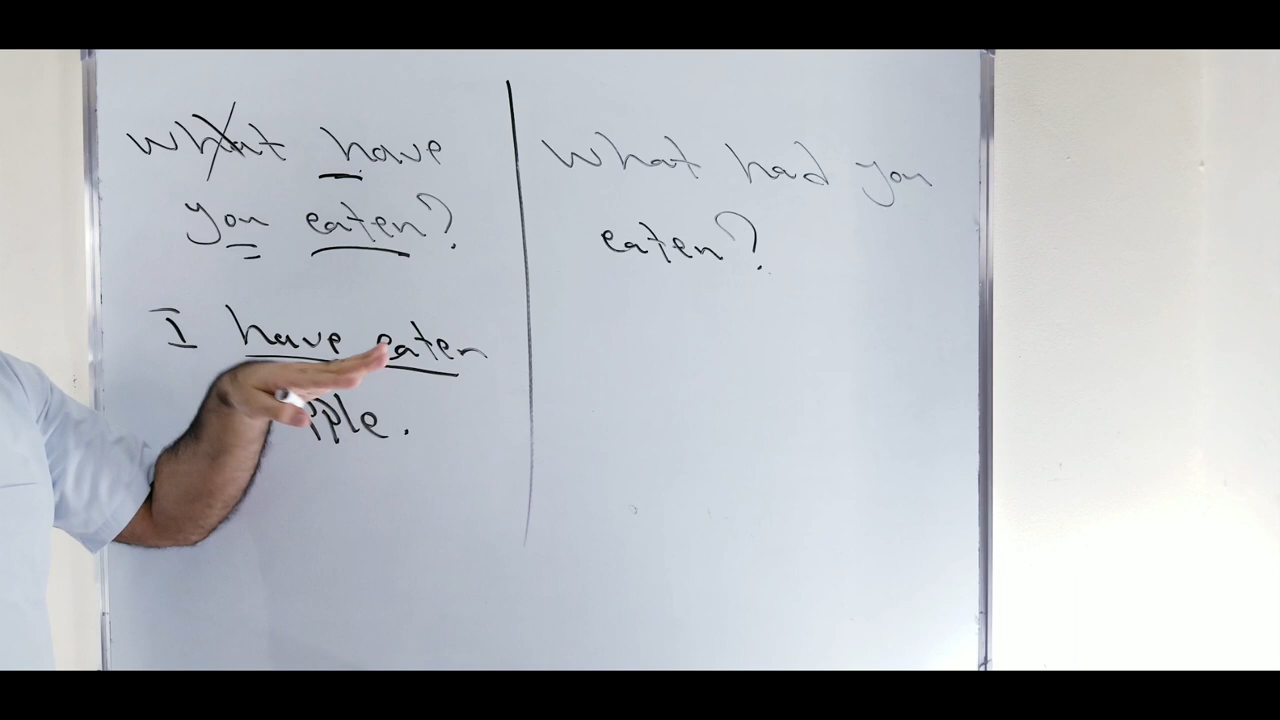 What have
you eaten?
I have eaten
pple.
What had you
eaten?